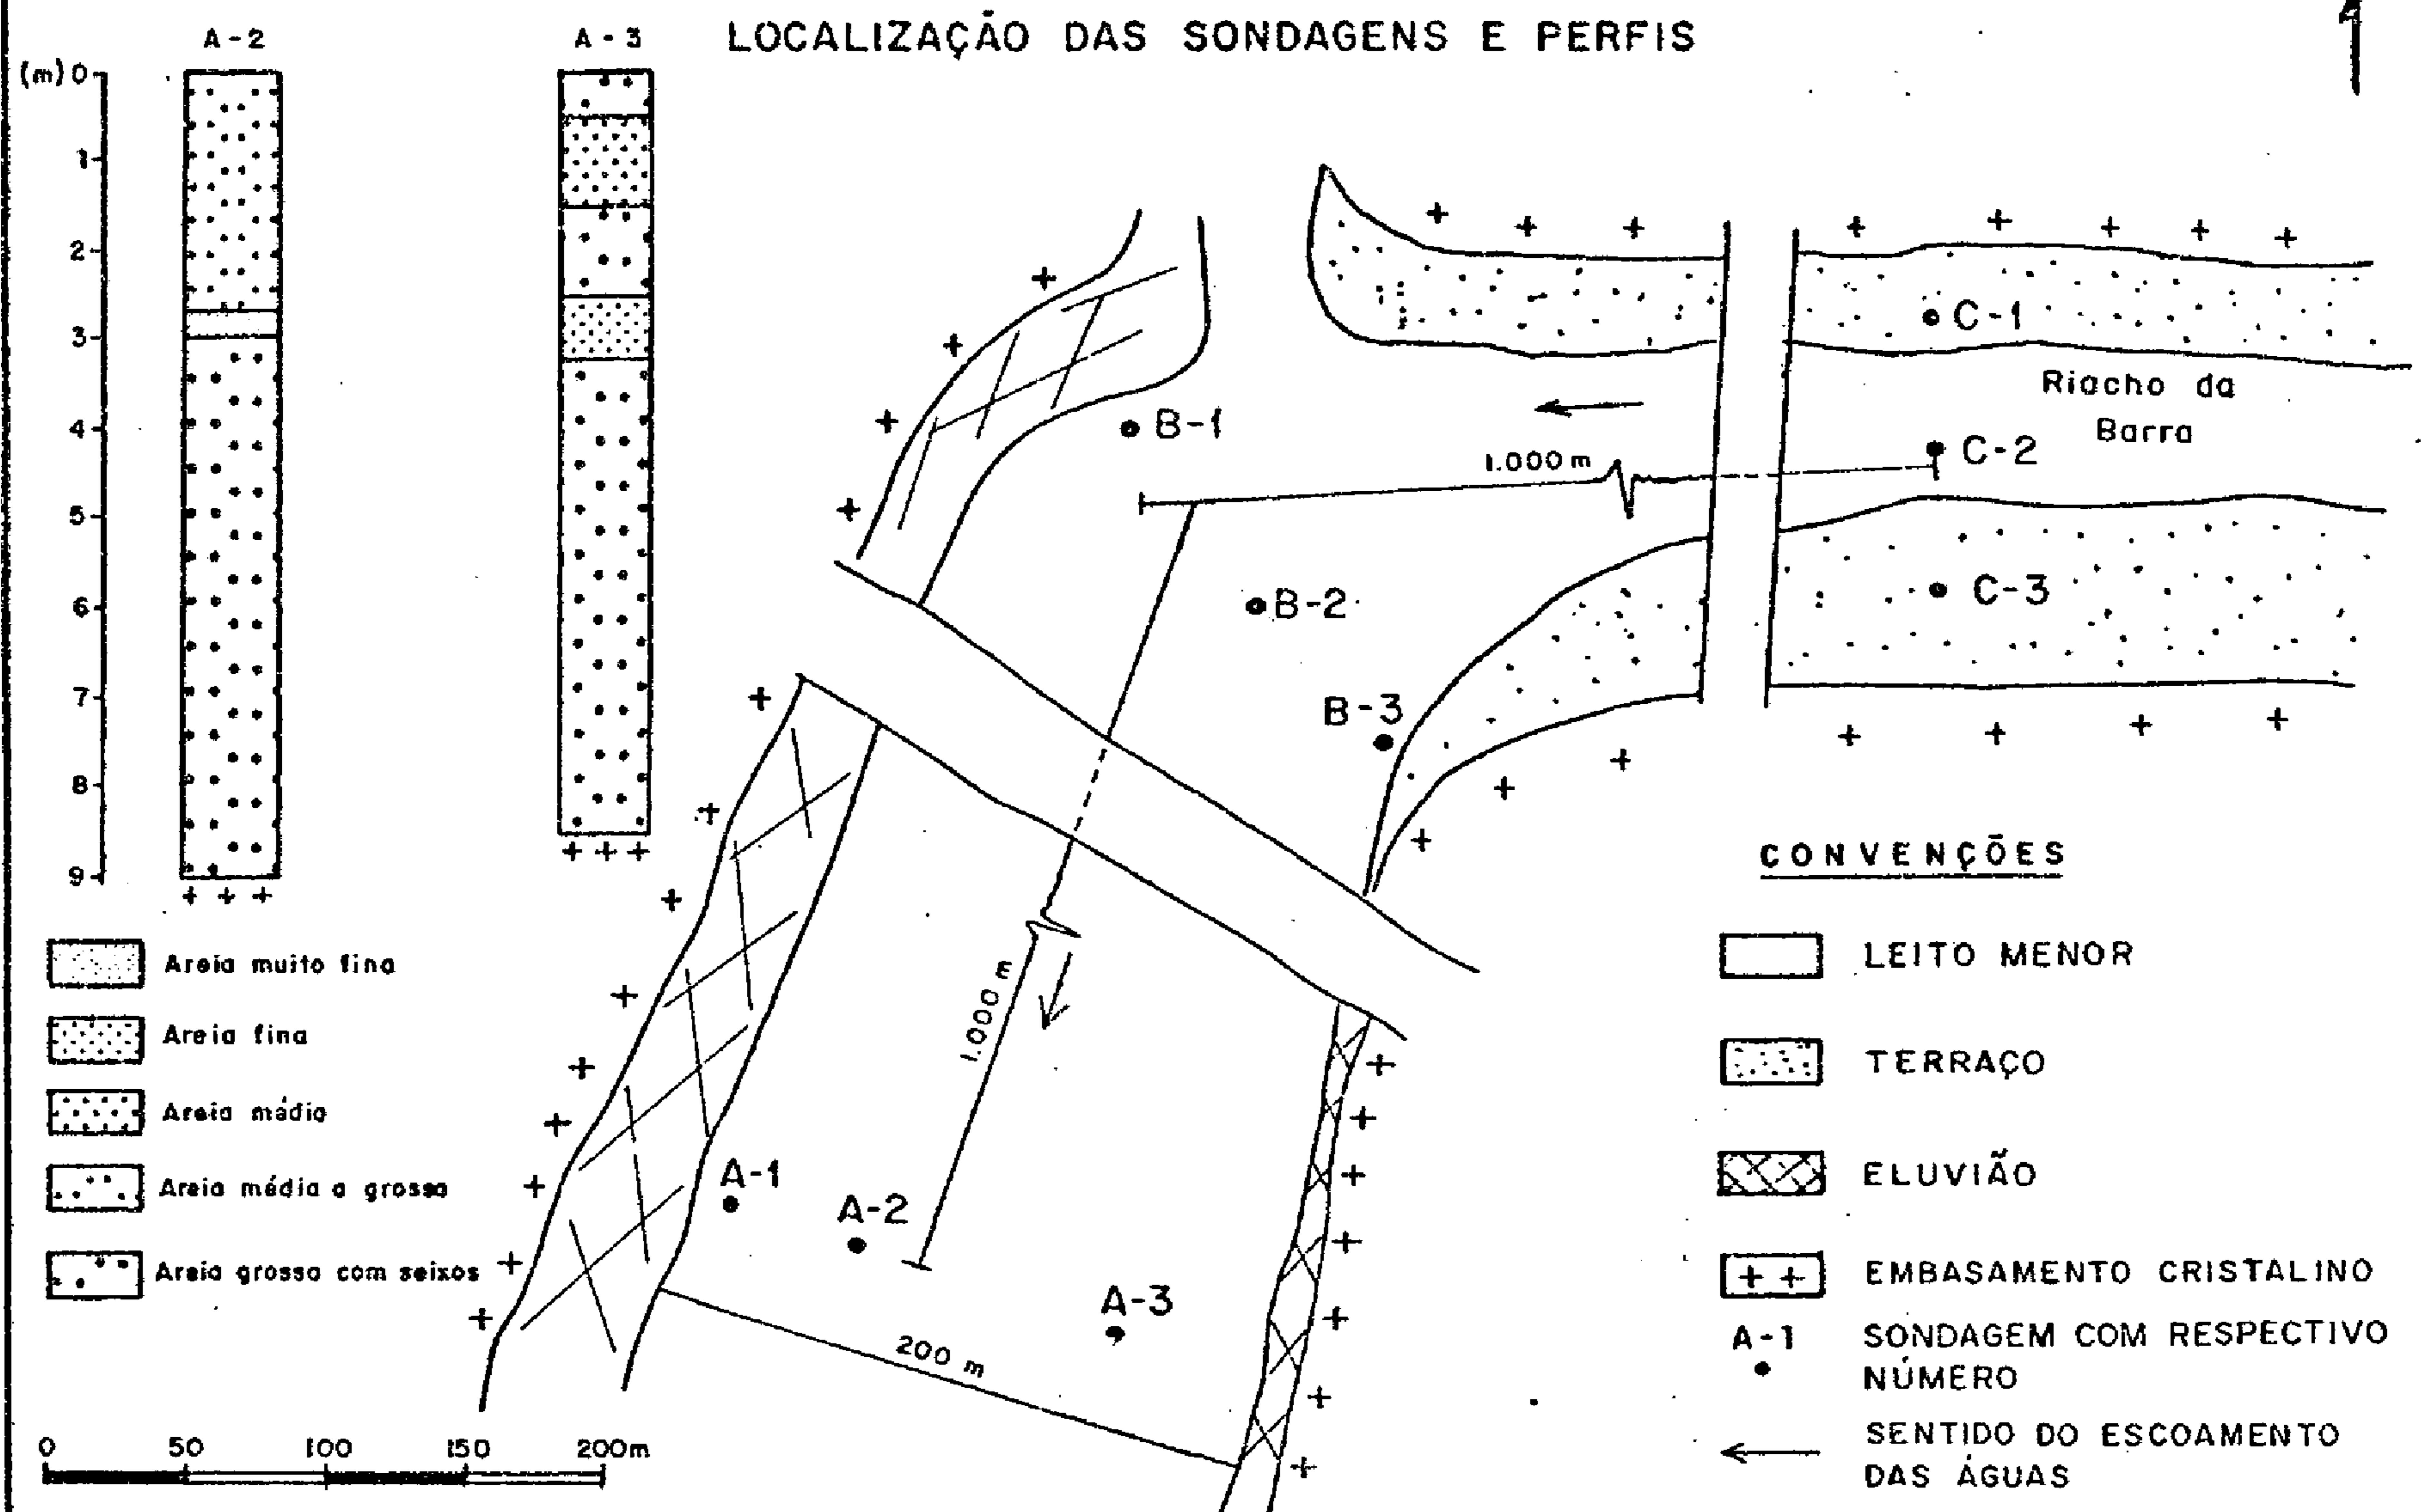 LOCALIZAÇÃO DAS SONDAGENS E PERFIS
A-2
A-3
(m) 0
1
2
3
4
5
6
7
8
9
Areia muito fina
Areia fina
Areia mádia
Areia média a grossa
Areia grossa com seixos
0 50 100 150 200m
B-1
B-2
B-3
C-1
Riacho da
Barra
C-2
C-3
1.000 m
1.000 m
A-1
A-2
A-3
200 m
CONVENÇÕES
LEITO MENOR
TERRAÇO
ELUVIÃO
+ + EMBASAMENTO CRISTALINO
A-1 SONDAGEM COM RESPECTIVO
NÚMERO
SENTIDO DO ESCOAMENTO
DAS ÁGUAS